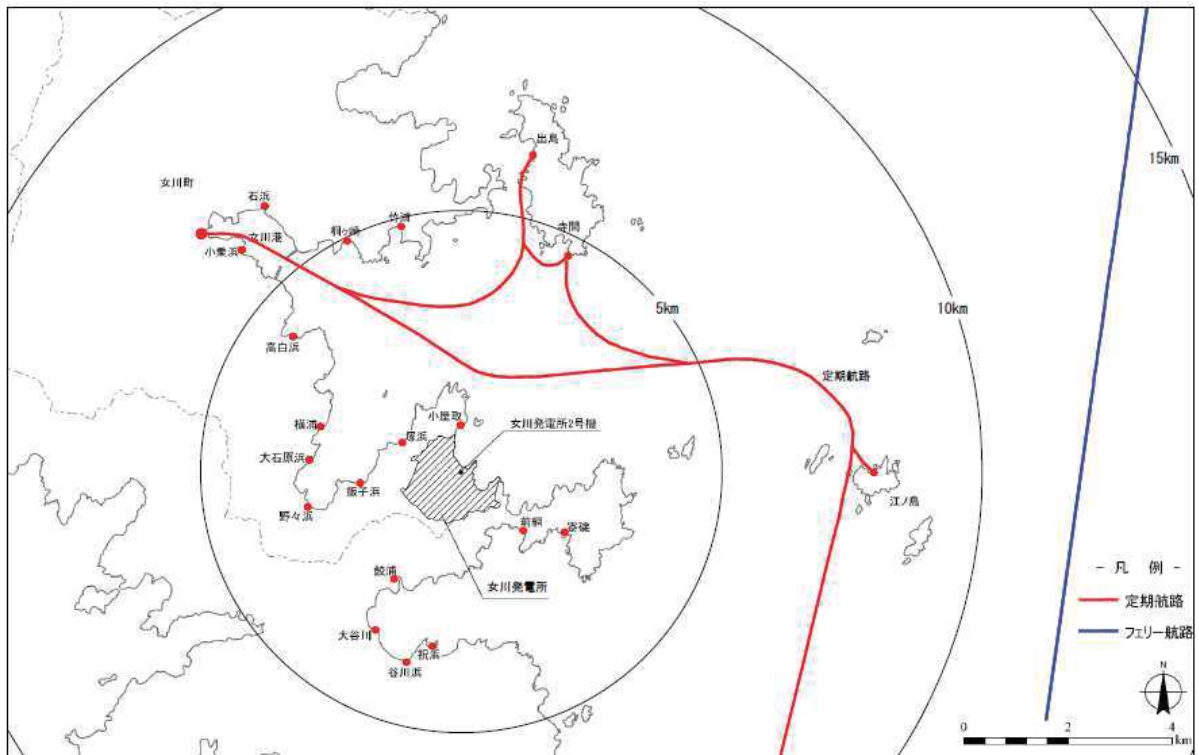 出島
15km
女川町
石浜
竹浦
寺間
女川港
桐ヶ崎
小乗浜
5km
10km
高白浜
定期航路
小屋取
女川発電所2号機
横浦
塚浜
大石原浜
飯子浜
江ノ島
野々浜
前網
寄磯
鮫浦
女川発電所
- 凡 例 -
定期航路
フェリー航路
大谷川
祝浜
谷川浜
N
0 2 4
km